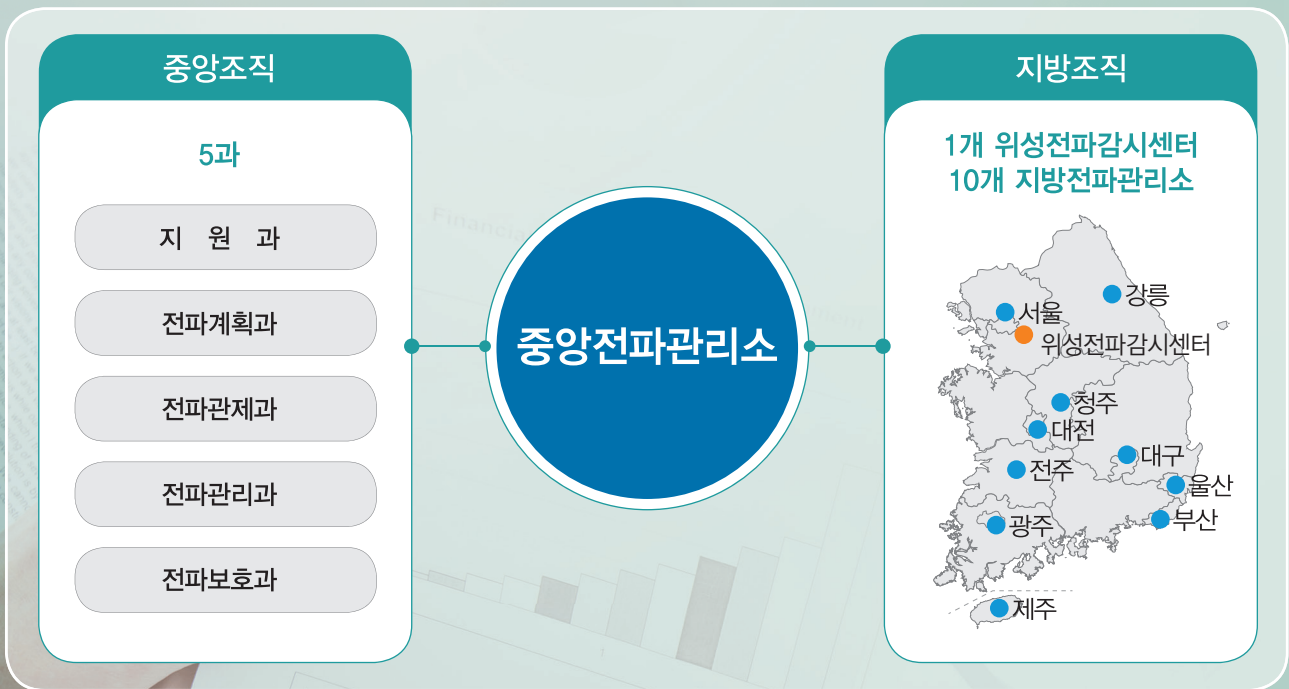 중앙조직
5과
지 원 과
전파계획과
전파관제과
전파관리과
전파보호과
중앙전파관리소
지방조직
1개 위성전파감시센터
10개 지방전파관리소
강릉
서울
위성전파감시센터
청주
대전
대구
전주
울산
부산
광주
제주